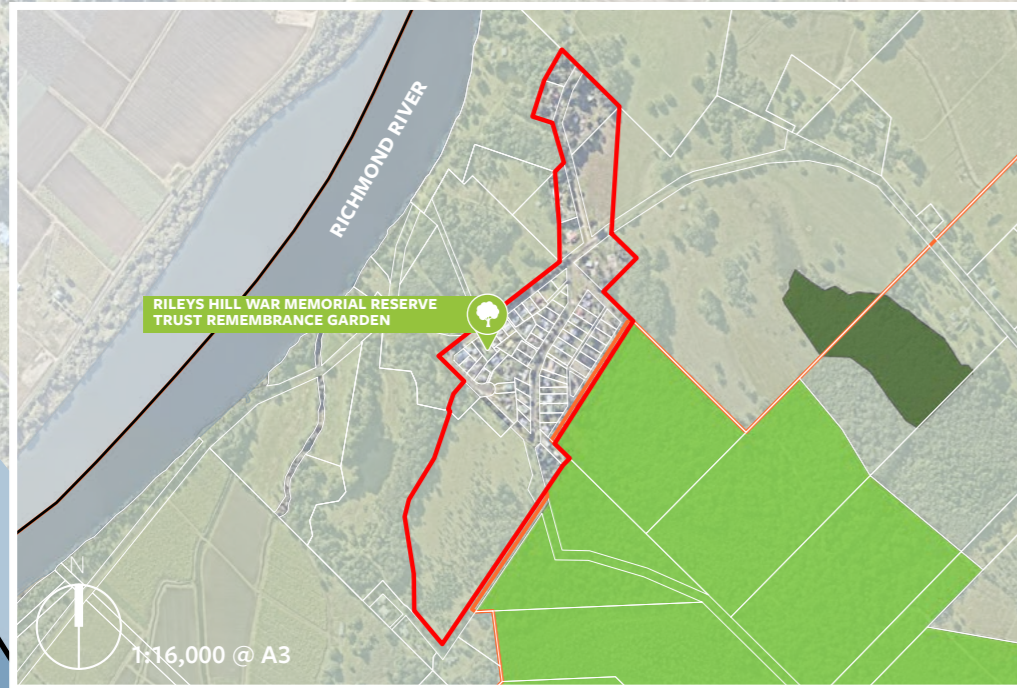 RICHMOND RIVER
RILEYS HILL WAR MEMORIAL RESERVE
TRUST REMEMBRANCE GARDEN
N
1:16,000 @ A3